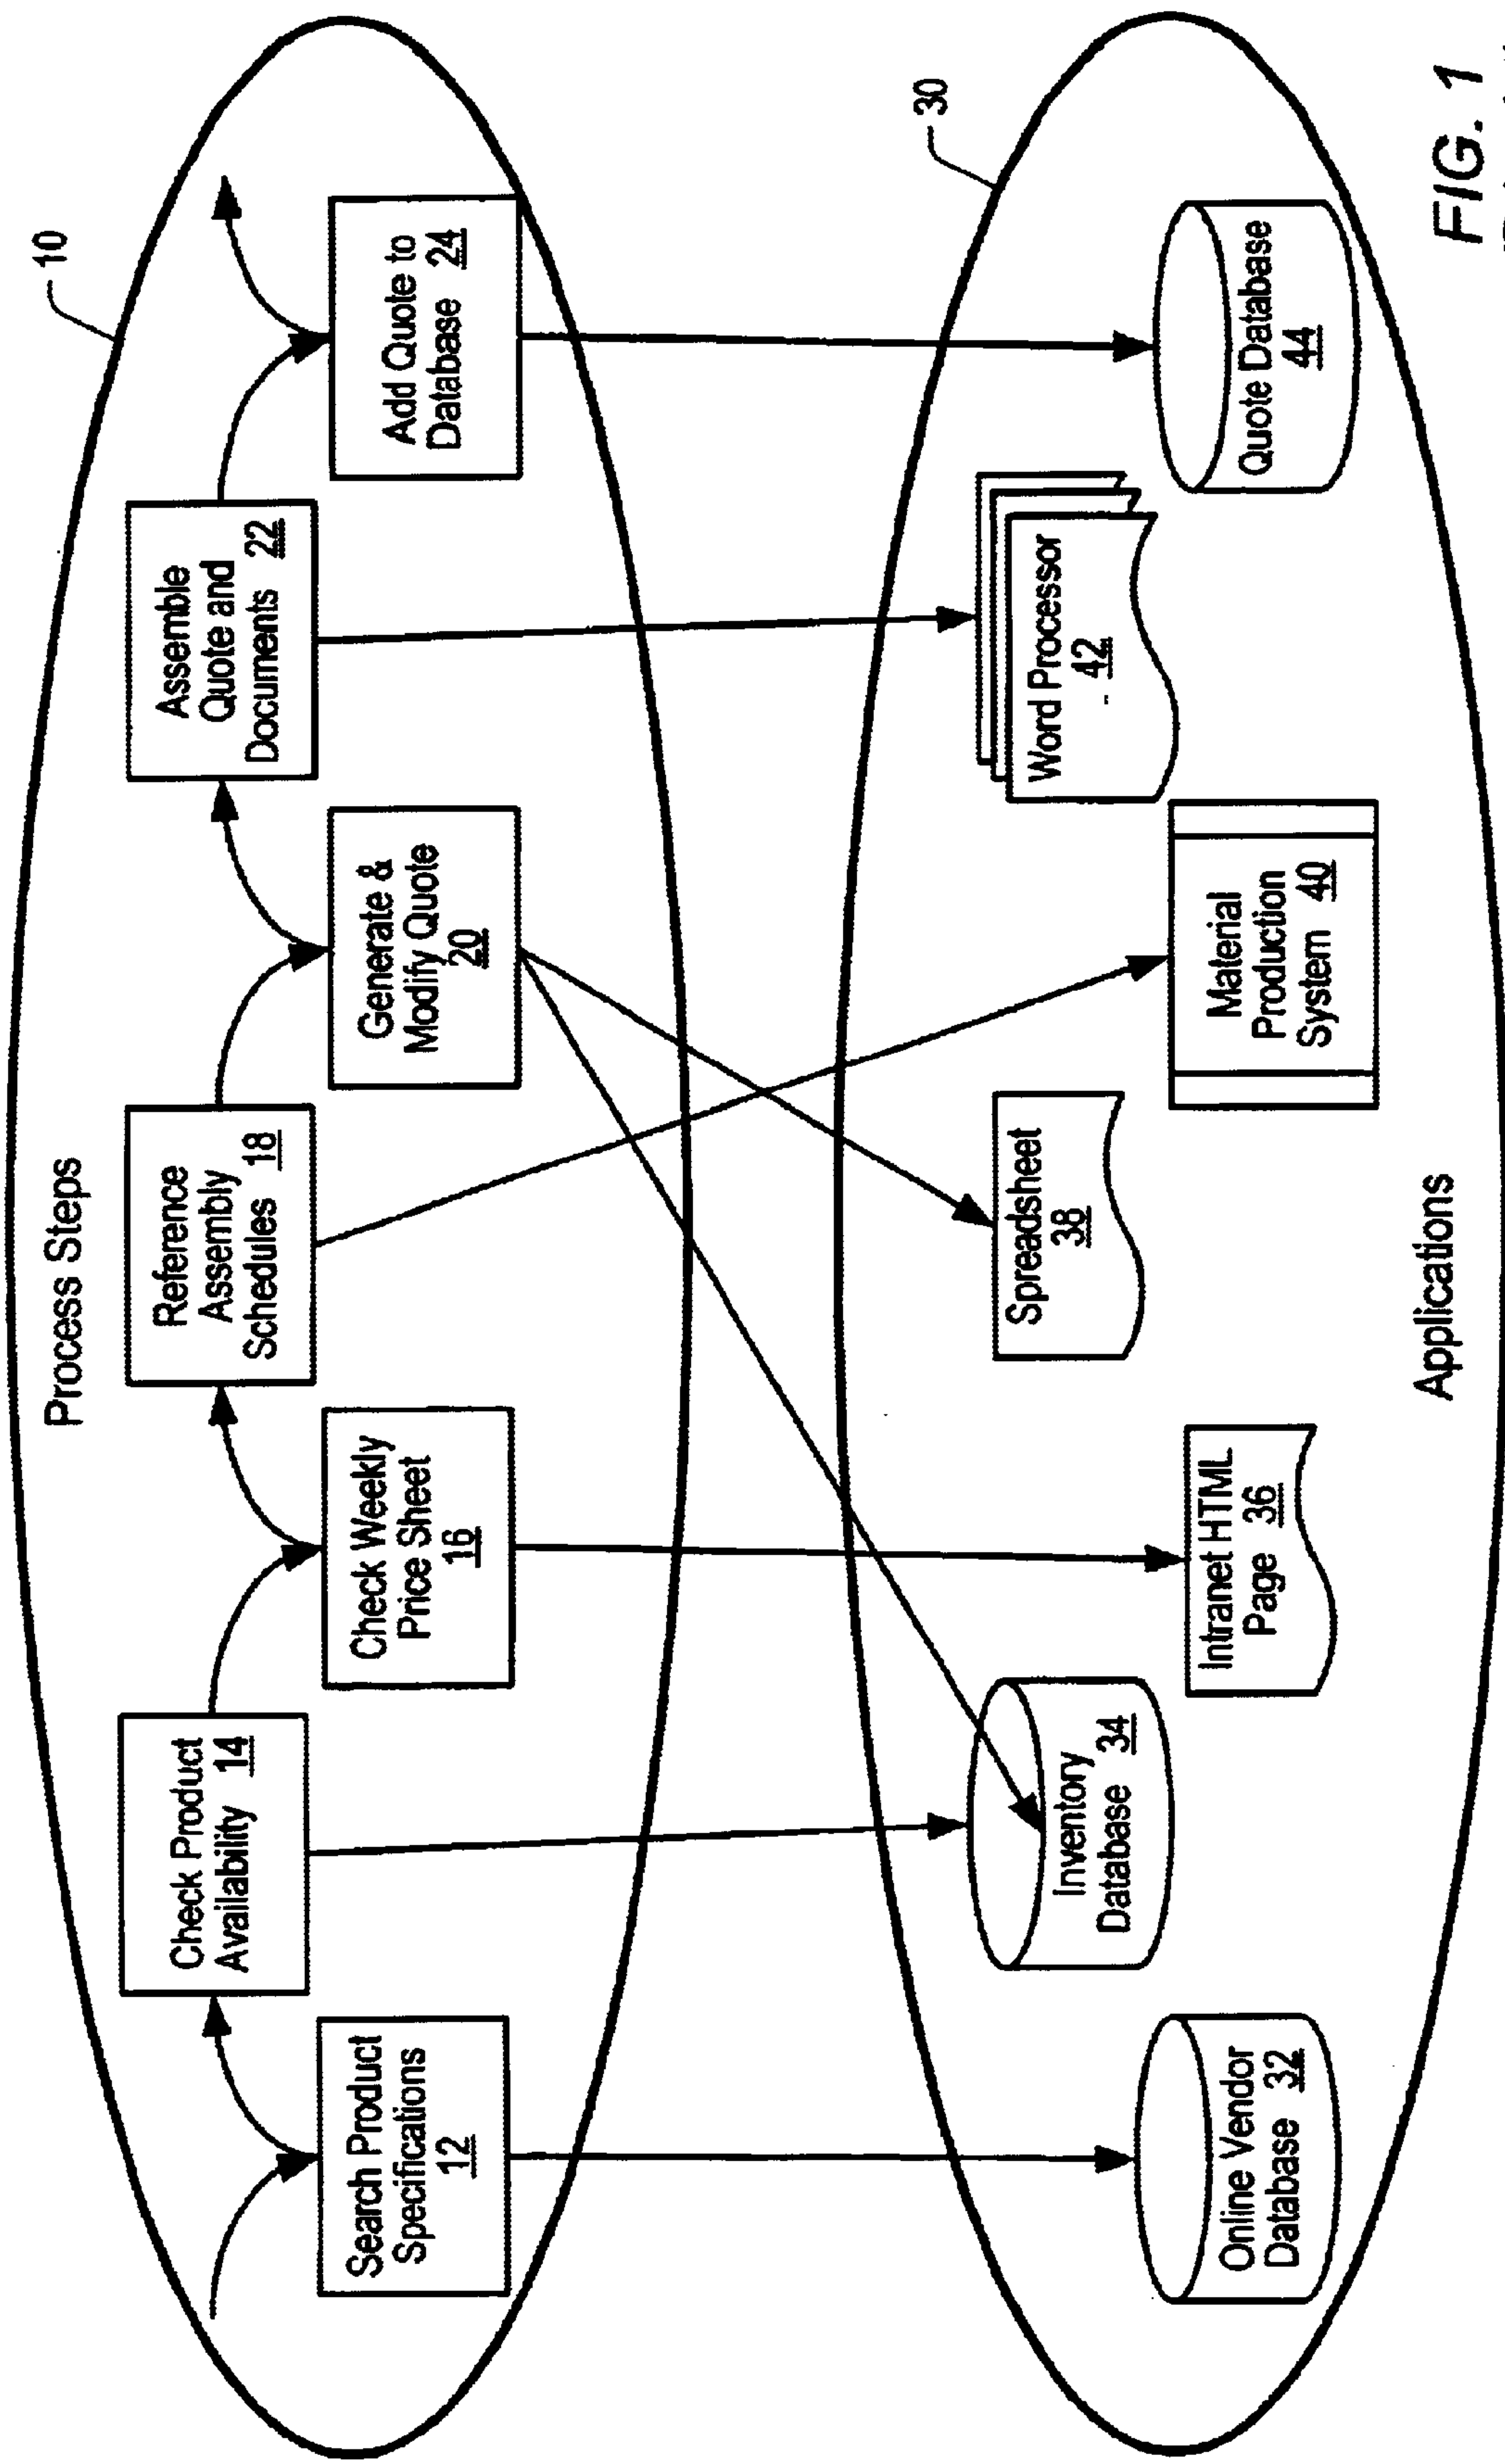 Process Steps
10
Search Product
Specifications
12
Check Product
Availability 14
Check Weekly
Price Sheet
16
Reference
Assembly
Schedules 18
Generate &
Modify Quote
20
Assemble
Quote and
Documents 22
Add Quote to
Database 24
30
Online Vendor
Database 32
Inventory
Database 34
Intranet HTML
Page 36
Spreadsheet
38
Material
Production
System 40
Word Processor
42
Quote Database
44
Applications
FIG. 1